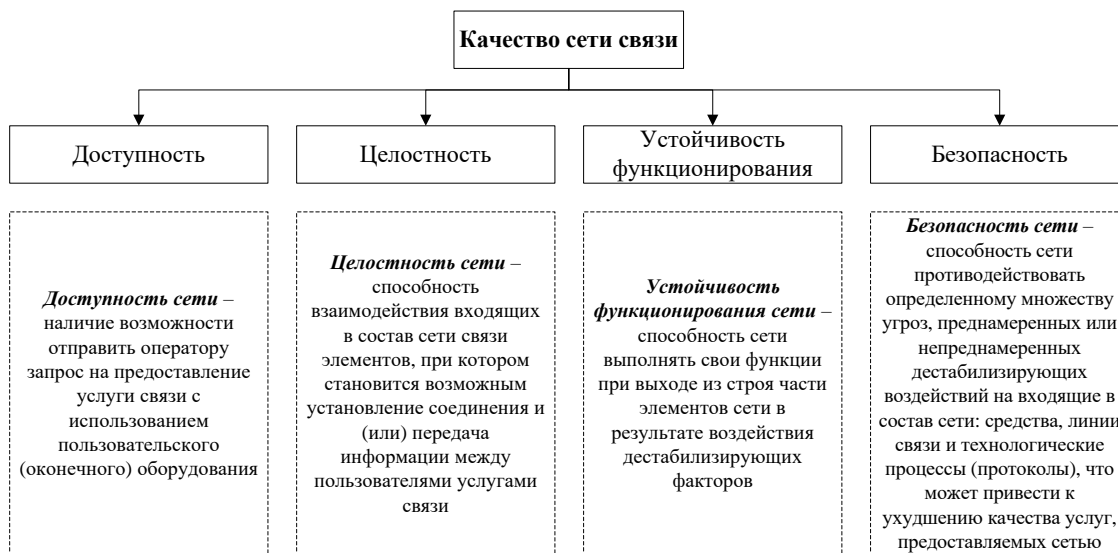 Качество сети связи
Доступность
Целостность
Устойчивость
функционирования
Безопасность
Доступность сети –
наличие возможности
отправить оператору
запрос на предоставление
услуги связи с
использованием
пользовательского
(оконечного) оборудования
Целостность сети –
способность
взаимодействия входящих
в состав сети связи
элементов, при котором
становится возможным
установление соединения и
(или) передача
информации между
пользователями услугами
связи
Устойчивость
функционирования сети –
способность сети
выполнять свои функции
при выходе из строя части
элементов сети в
результате воздействия
дестабилизирующих
факторов
Безопасность сети –
способность сети
противодействовать
определенному множеству
угроз, преднамеренных или
непреднамеренных
дестабилизирующих
воздействий на входящие в
состав сети: средства, линии
связи и технологические
процессы (протоколы), что
может привести к
ухудшению качества услуг,
предоставляемых сетью